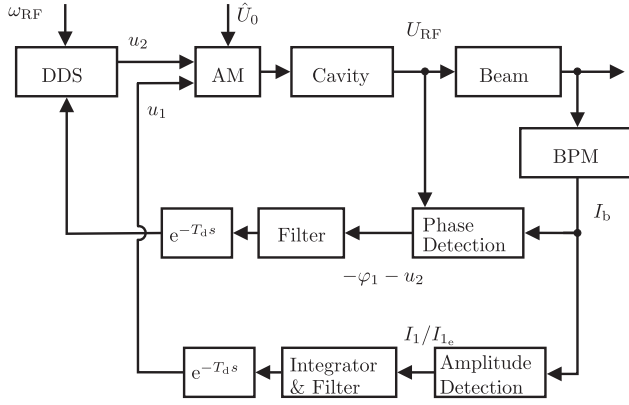 ω_RF
Û_0
u_2
U_RF
DDS
AM
Cavity
Beam
u_1
BPM
I_b
e^{-T_d s}
Filter
Phase
Detection
-φ_1 - u_2
I_1/I_{1_e}
e^{-T_d s}
Integrator
& Filter
Amplitude
Detection